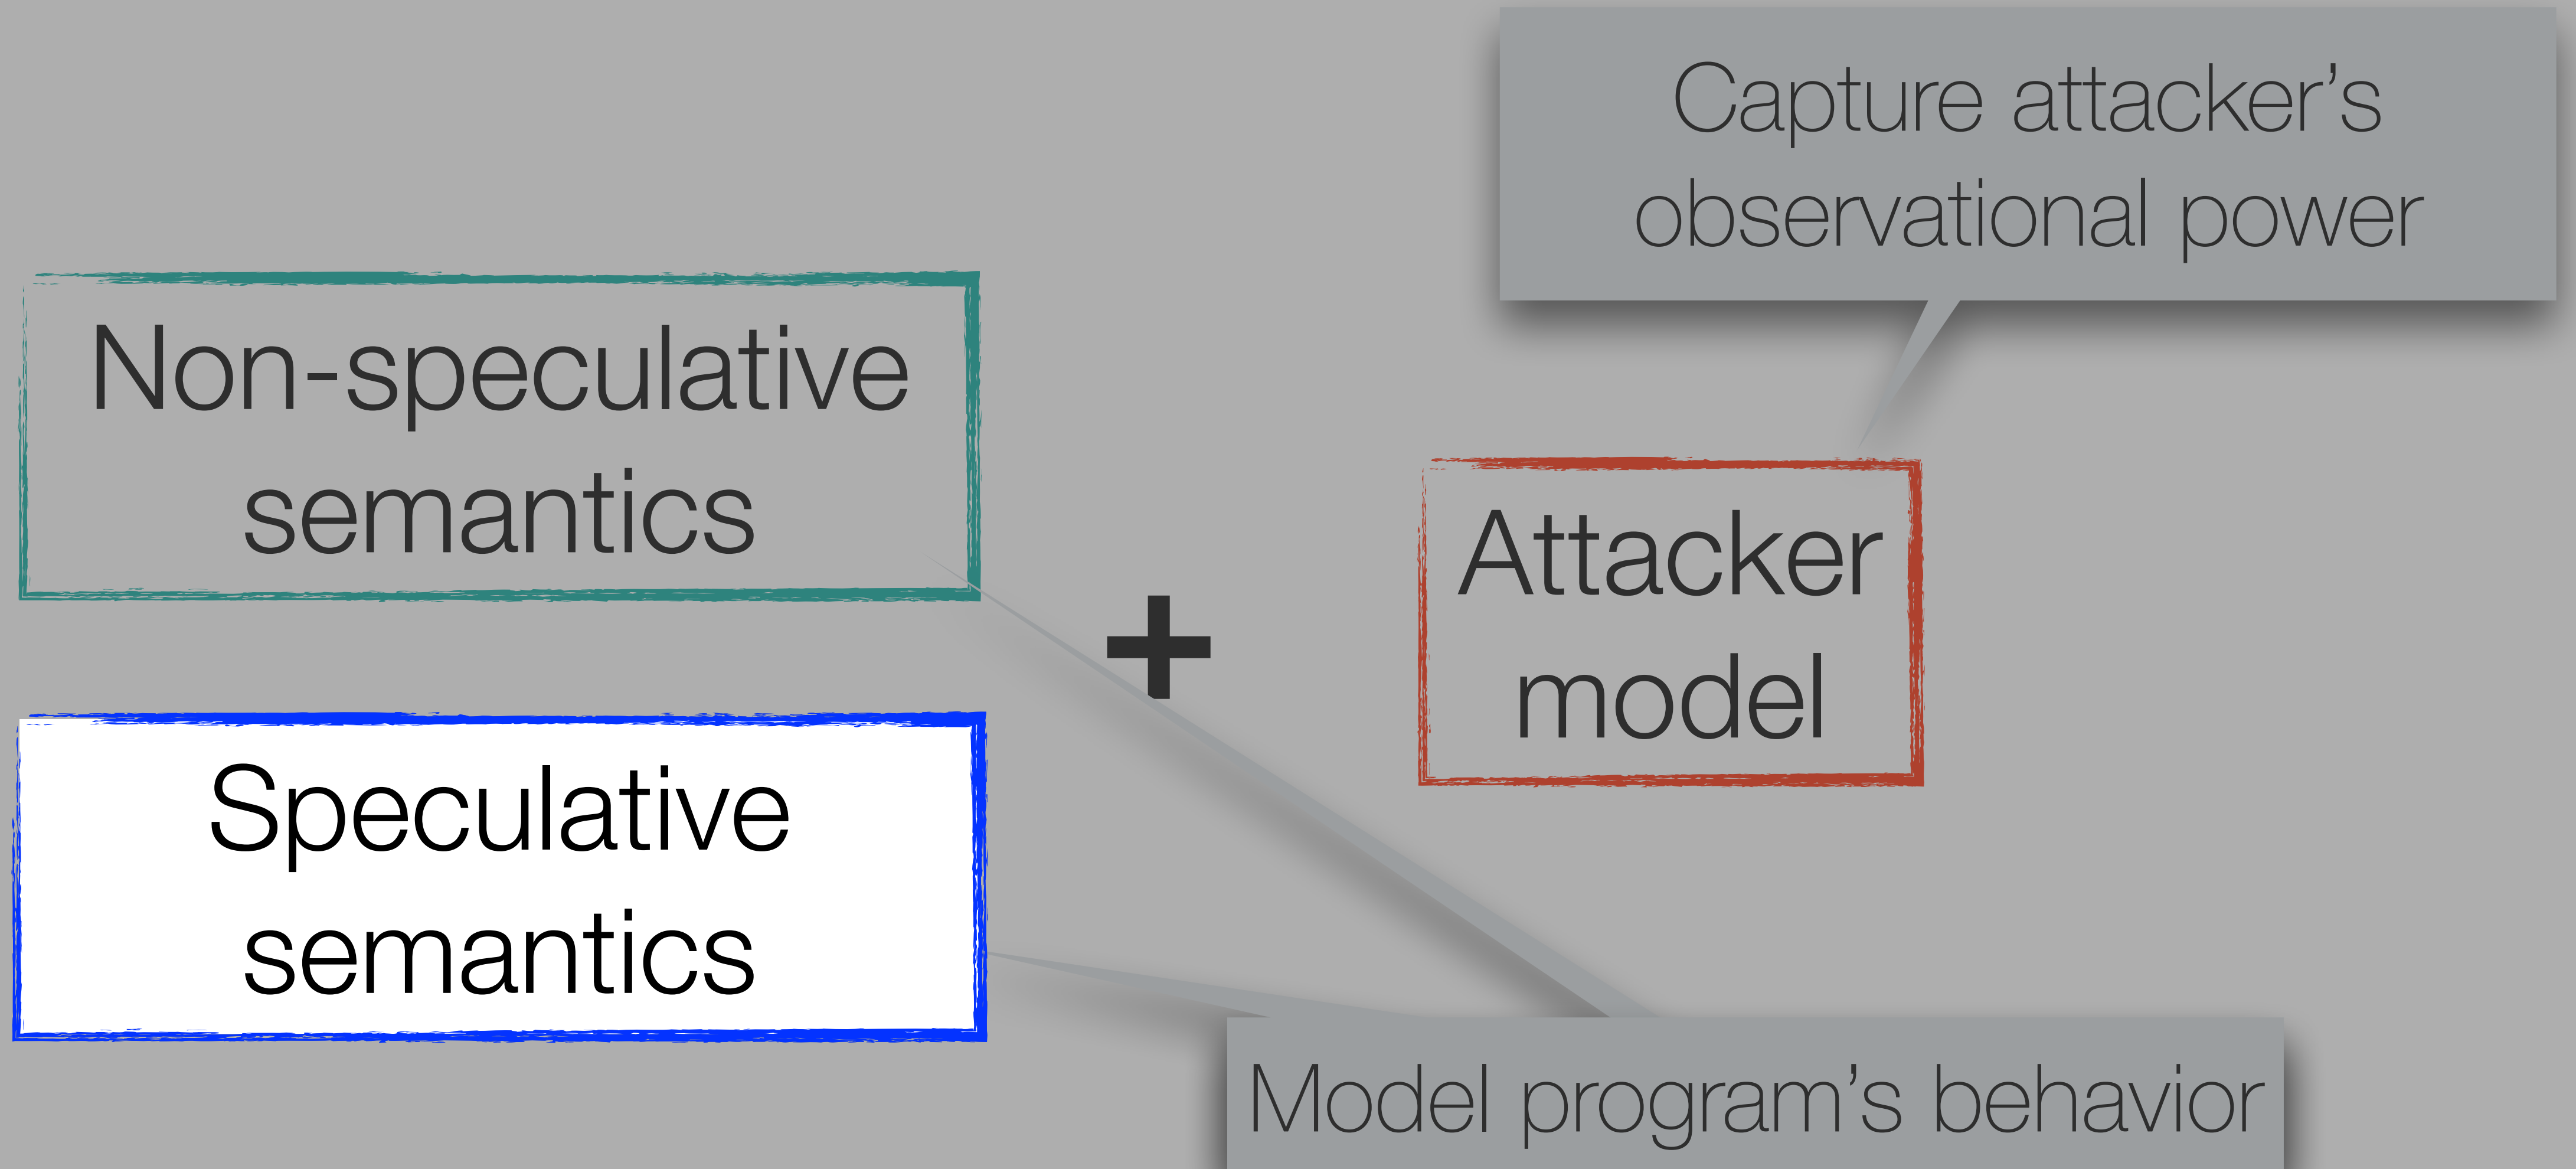 Capture attacker’s
observational power
Non-speculative
semantics
+
Attacker
model
Speculative
semantics
Model program’s behavior